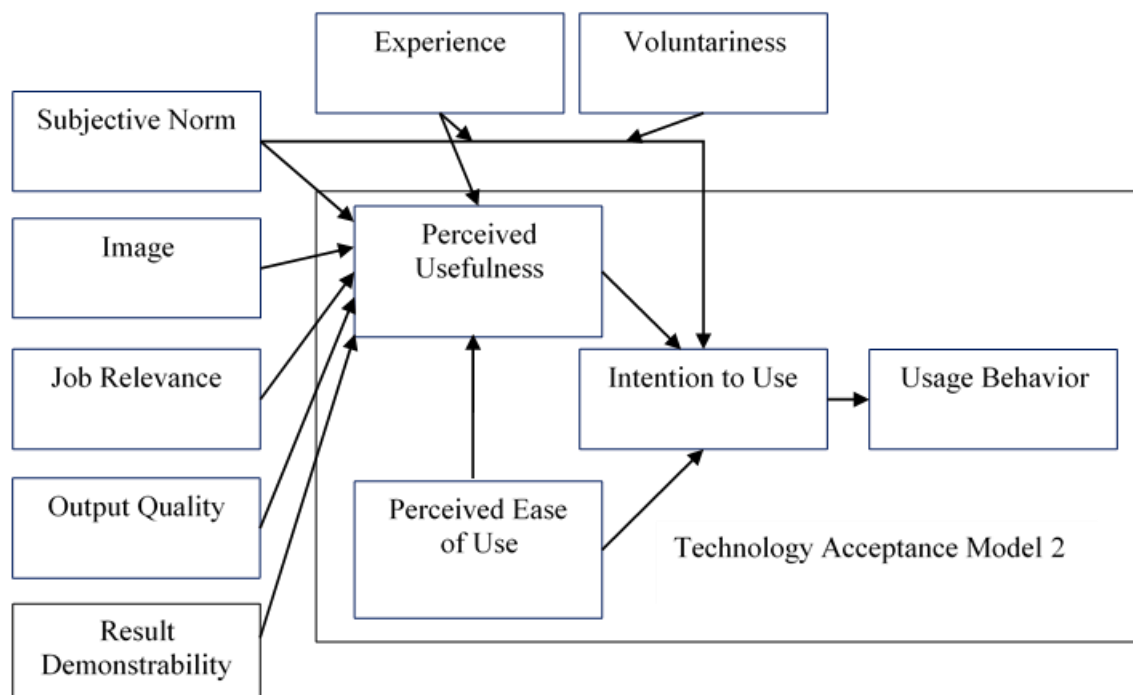 Experience
Voluntariness
Subjective Norm
Image
Perceived
Usefulness
Job Relevance
Intention to Use
Usage Behavior
Output Quality
Perceived Ease
of Use
Technology Acceptance Model 2
Result
Demonstrability